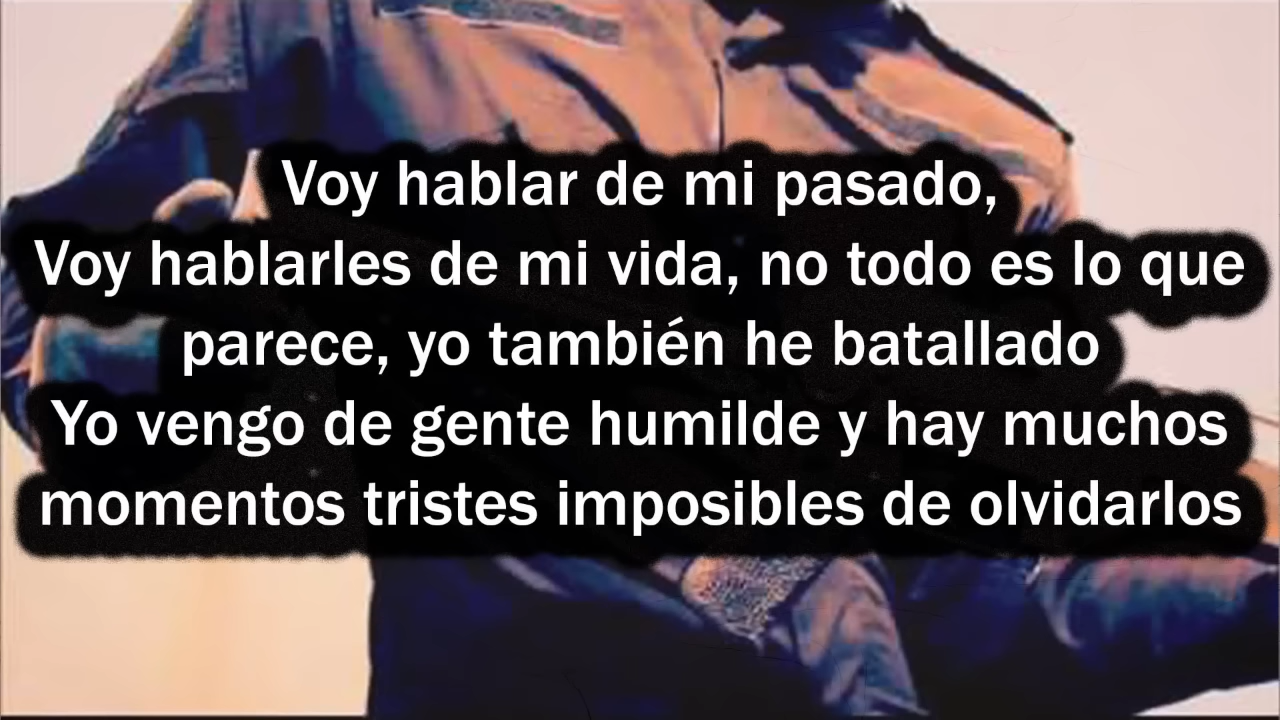 Voy hablar de mi pasado,
Voy hablarles de mi vida, no todo es lo que
parece, yo también he batallado
Yo vengo de gente humilde y hay muchos
momentos tristes imposibles de olvidarlos